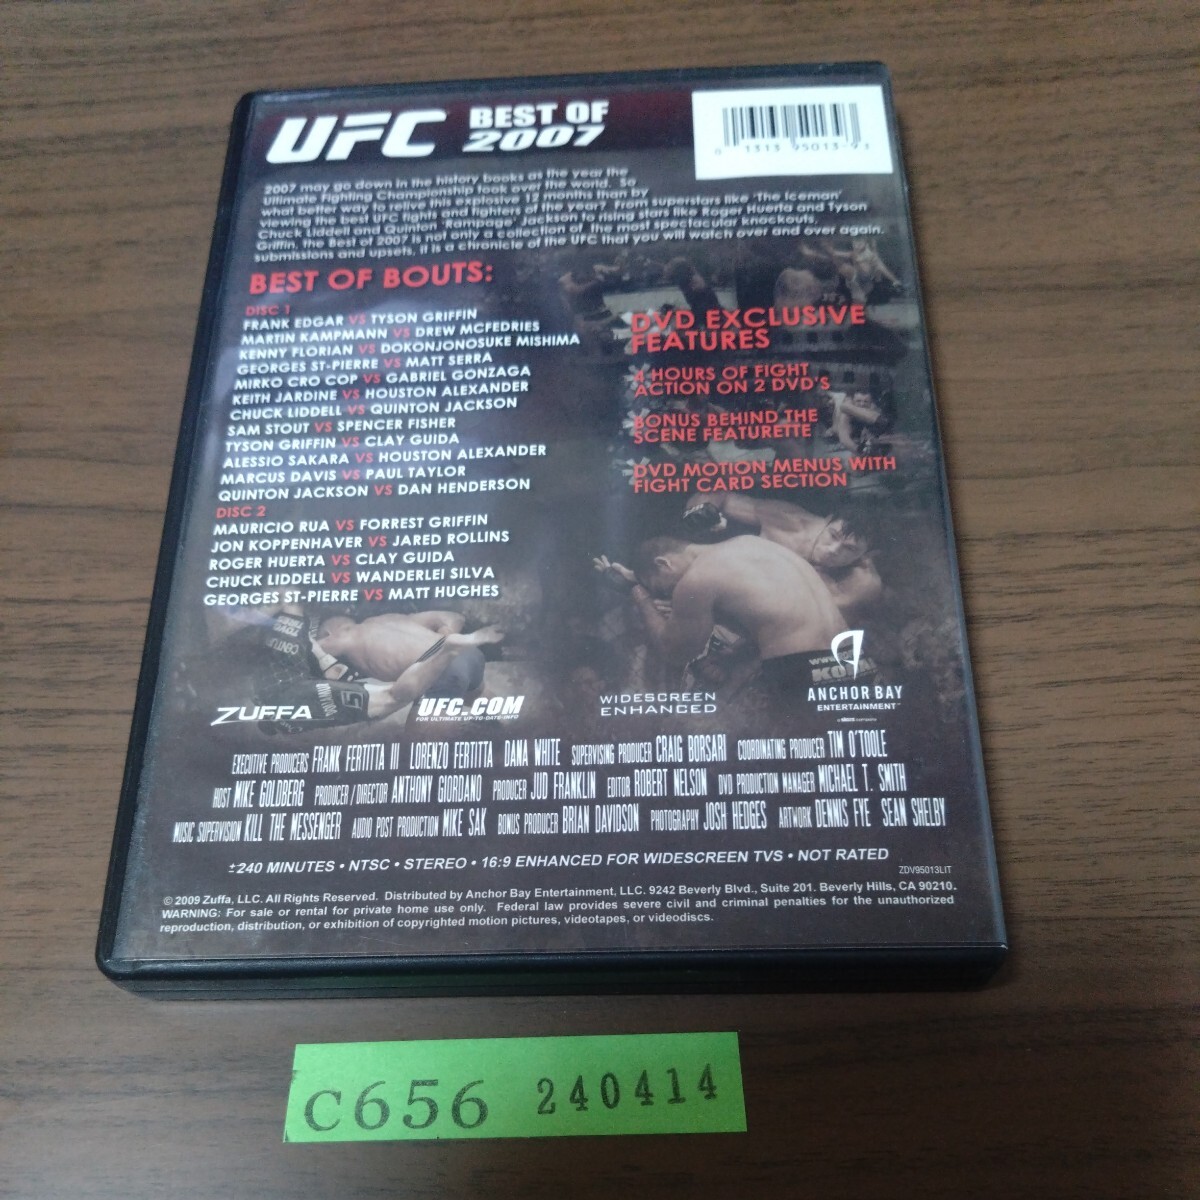 UFC BEST OF 2007
8 1313 95013-9 3
2007 may go down in the history books as the year the
Ultimate Fighting Championship took over the world. So
what better way to relive this explosive 12 months than by
viewing the best UFC fights and fighters of the year? From superstars like 'The Iceman'
Chuck Liddell and Quinton 'Rampage' Jackson to rising stars like Roger Huerta and Tyson
Griffin, the Best of 2007 is not only a collection of the most spectacular knockouts,
submissions and upsets, it is a chronicle of the UFC that you will watch over and over again.
BEST OF BOUTS:
DISC 1
FRANK EDGAR VS TYSON GRIFFIN
MARTIN KAMPMANN VS DREW MCFEDRIES
KENNY FLORIAN VS DOKONJONOSUKE MISHIMA
GEORGES ST-PIERRE VS MATT SERRA
MIRKO CRO COP VS GABRIEL GONZAGA
KEITH JARDINE VS HOUSTON ALEXANDER
CHUCK LIDDELL VS QUINTON JACKSON
SAM STOUT VS SPENCER FISHER
TYSON GRIFFIN VS CLAY GUIDA
ALESSIO SAKARA VS HOUSTON ALEXANDER
MARCUS DAVIS VS PAUL TAYLOR
QUINTON JACKSON VS DAN HENDERSON
DISC 2
MAURICIO RUA VS FORREST GRIFFIN
JON KOPPENHAVER VS JARED ROLLINS
ROGER HUERTA VS CLAY GUIDA
CHUCK LIDDELL VS WANDERLEI SILVA
GEORGES ST-PIERRE VS MATT HUGHES
DVD EXCLUSIVE
FEATURES
4 HOURS OF FIGHT
ACTION ON 2 DVD'S
BONUS BEHIND THE
SCENE FEATURETTE
DVD MOTION MENUS WITH
FIGHT CARD SECTION
ZUFFA
UFC.COM
FOR ULTIMATE UP-TO-DATE-INFO
WIDESCREEN
ENHANCED
ANCHOR BAY
ENTERTAINMENT
EXECUTIVE PRODUCERS FRANK FERTITTA III LORENZO FERTITTA DANA WHITE SUPERVISING PRODUCER CRAIG BORSARI COORDINATING PRODUCER TIM O'TOOLE
HOST MIKE GOLDBERG PRODUCER/DIRECTOR ANTHONY GIORDANO PRODUCER JUD FRANKLIN EDITOR ROBERT NELSON DVD PRODUCTION MANAGER MICHAEL T. SMITH
MUSIC SUPERVISION KILL THE MESSENGER AUDIO POST PRODUCTION MIKE SAK BONUS PRODUCER BRIAN DAVIDSON PHOTOGRAPHY JOSH HEDGES ARTWORK DENNIS FYE SEAN SHELBY
±240 MINUTES • NTSC • STEREO • 16:9 ENHANCED FOR WIDESCREEN TVS • NOT RATED
ZDV95013LIT
© 2009 Zuffa, LLC. All Rights Reserved. Distributed by Anchor Bay Entertainment, LLC. 9242 Beverly Blvd., Suite 201. Beverly Hills, CA 90210.
WARNING: For sale or rental for private home use only. Federal law provides severe civil and criminal penalties for the unauthorized
reproduction, distribution, or exhibition of copyrighted motion pictures, videotapes, or videodiscs.
C656 240414